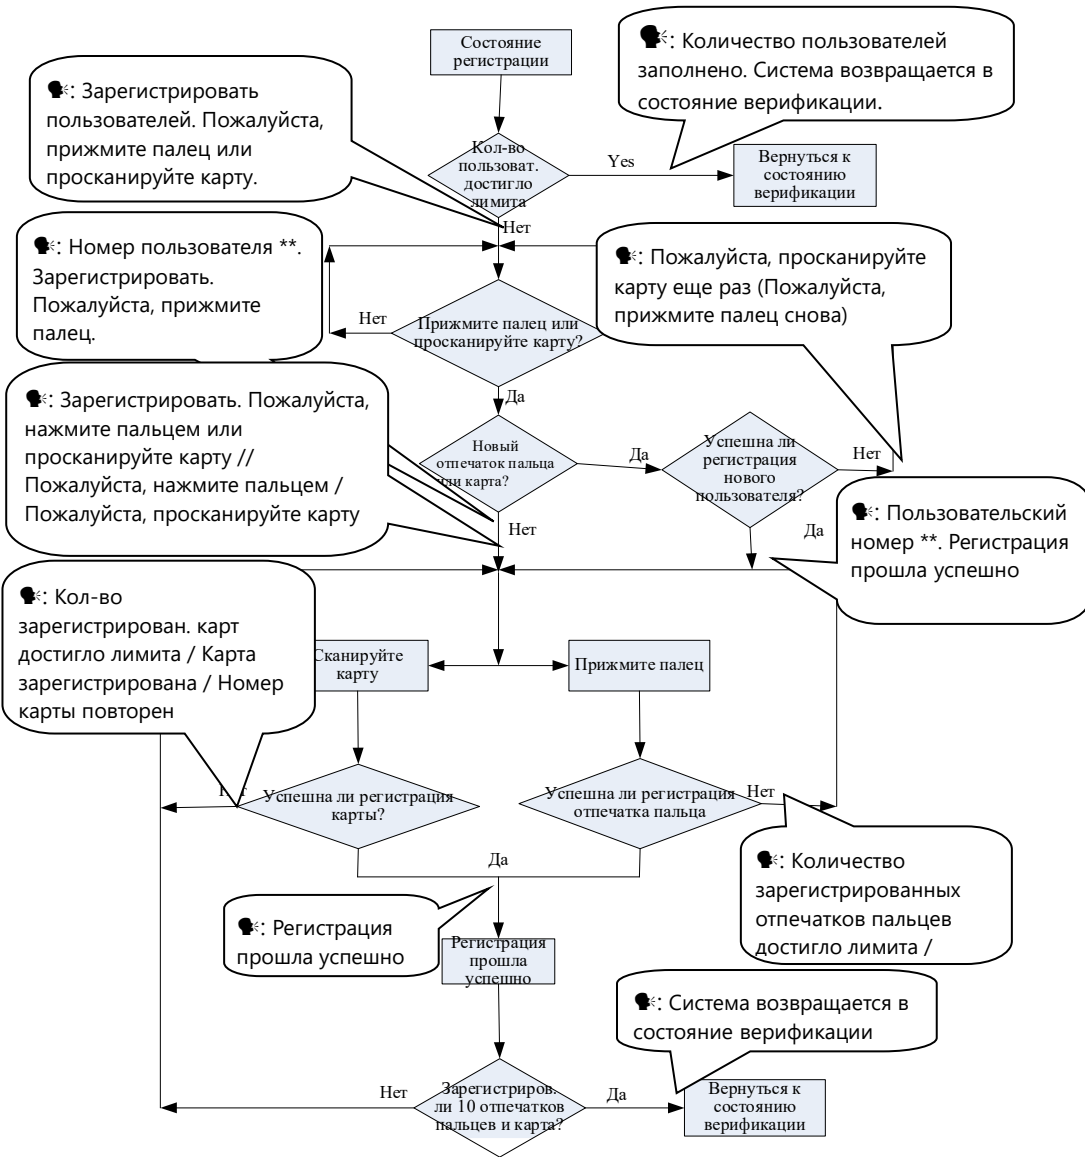 Состояние
регистрации
🗣: Количество пользователей
заполнено. Система возвращается в
состояние верификации.
🗣: Зарегистрировать
пользователей. Пожалуйста,
прижмите палец или
просканируйте карту.
Кол-во
пользоват.
достигло
лимита
Yes
Вернуться к
состоянию
верификации
Нет
🗣: Номер пользователя **.
Зарегистрировать.
Пожалуйста, прижмите
палец.
🗣: Пожалуйста, просканируйте
карту еще раз (Пожалуйста,
прижмите палец снова)
Нет
Прижмите палец или
просканируйте карту?
Да
🗣: Зарегистрировать. Пожалуйста,
нажмите пальцем или
просканируйте карту //
Пожалуйста, нажмите пальцем /
Пожалуйста, просканируйте карту
Новый
отпечаток пальца
или карта?
Да
Успешна ли
регистрация
нового
пользователя?
Нет
Нет
Да
🗣: Пользовательский
номер **. Регистрация
прошла успешно
🗣: Кол-во
зарегистрирован. карт
достигло лимита / Карта
зарегистрирована / Номер
карты повторен
Сканируйте
карту
Прижмите палец
Успешна ли регистрация
карты?
Успешна ли регистрация
отпечатка пальца
Нет
Да
🗣: Количество
зарегистрированных
отпечатков пальцев
достигло лимита /
🗣: Регистрация
прошла успешно
Регистрация
прошла
успешно
🗣: Система возвращается в
состояние верификации
Нет
Зарегистриров.
ли 10 отпечатков
пальцев и карта?
Да
Вернуться к
состоянию
верификации